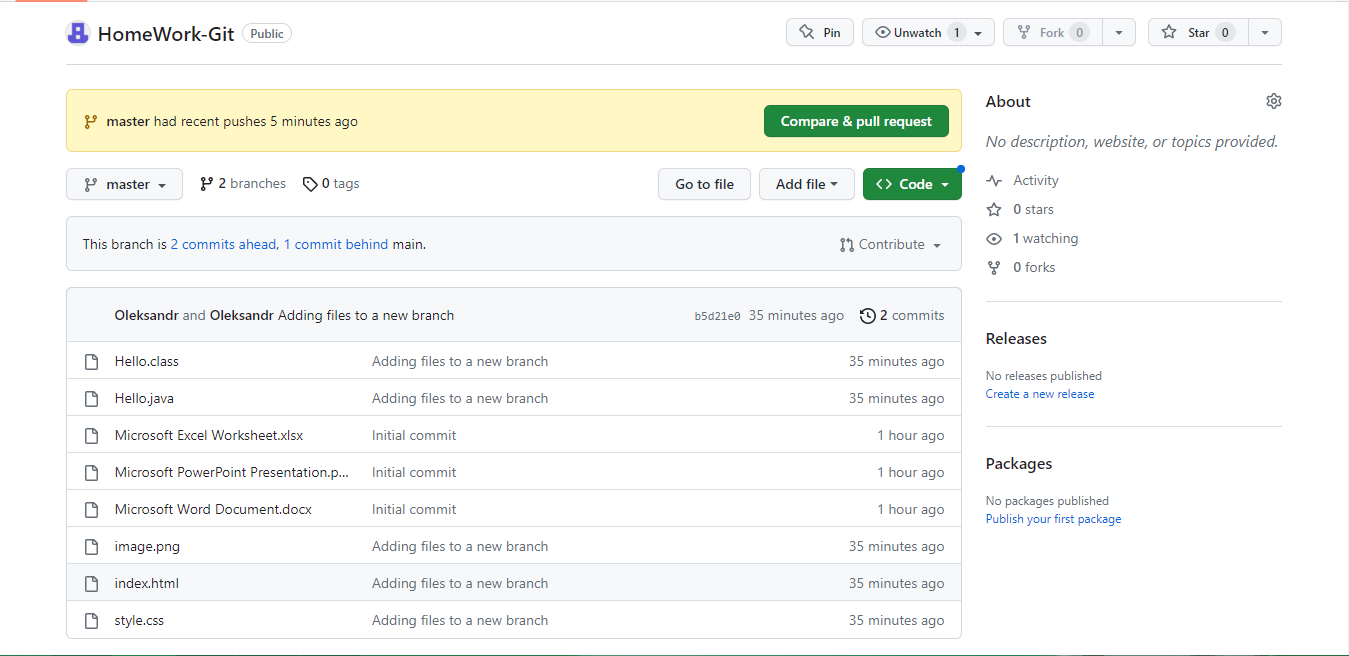 HomeWork-Git Public Pin Unwatch 1 Fork 0 Star 0
master had recent pushes 5 minutes ago Compare & pull request
master 2 branches 0 tags Go to file Add file Code
This branch is 2 commits ahead, 1 commit behind main. Contribute
Oleksandr and Oleksandr Adding files to a new branch b5d21e0 35 minutes ago 2 commits
Hello.class Adding files to a new branch 35 minutes ago
Hello.java Adding files to a new branch 35 minutes ago
Microsoft Excel Worksheet.xlsx Initial commit 1 hour ago
Microsoft PowerPoint Presentation.p... Initial commit 1 hour ago
Microsoft Word Document.docx Initial commit 1 hour ago
image.png Adding files to a new branch 35 minutes ago
index.html Adding files to a new branch 35 minutes ago
style.css Adding files to a new branch 35 minutes ago
About
No description, website, or topics provided.
Activity
0 stars
1 watching
0 forks
Releases
No releases published
Create a new release
Packages
No packages published
Publish your first package